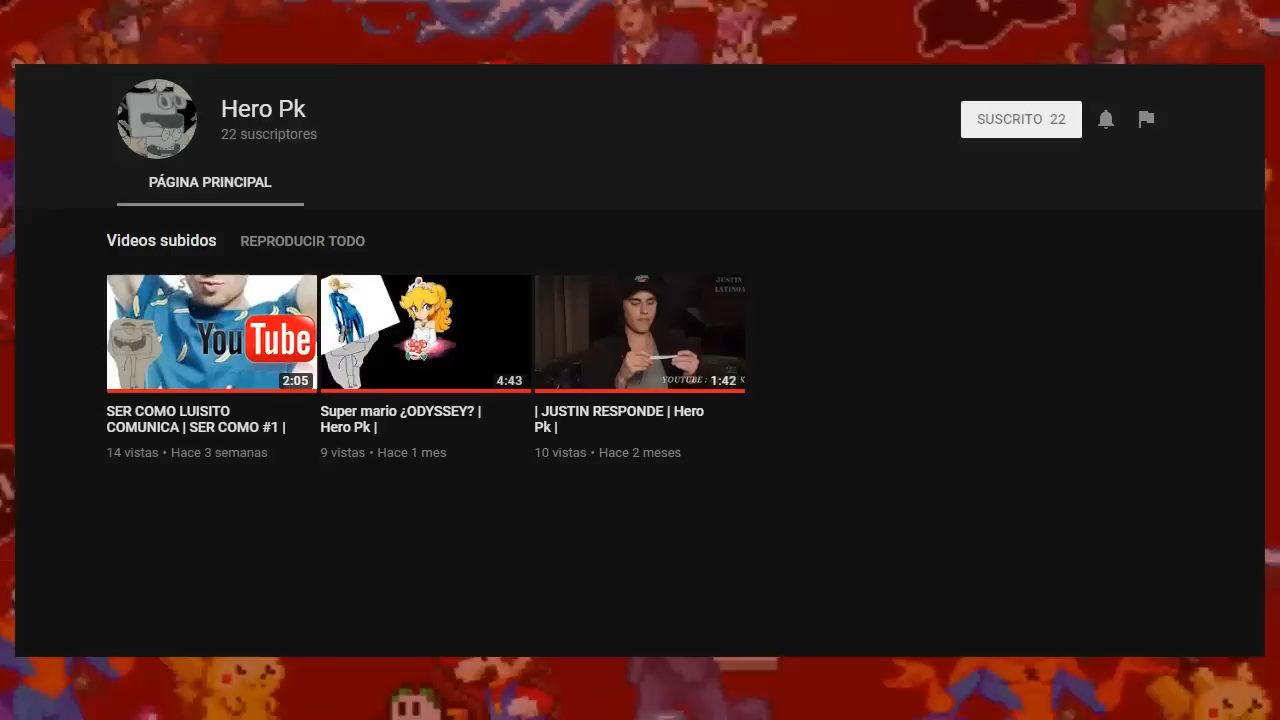 Hero Pk
22 suscriptores
SUSCRITO 22
PÁGINA PRINCIPAL
Videos subidos REPRODUCIR TODO
You Tube
2:05
4:43
JUSTIN
YOUTUBE :
1:42
SER COMO LUISITO
COMUNICA | SER COMO #1 |
14 vistas • Hace 3 semanas
Super mario ¿ODYSSEY? |
Hero Pk |
9 vistas • Hace 1 mes
| JUSTIN RESPONDE | Hero
Pk |
10 vistas • Hace 2 meses